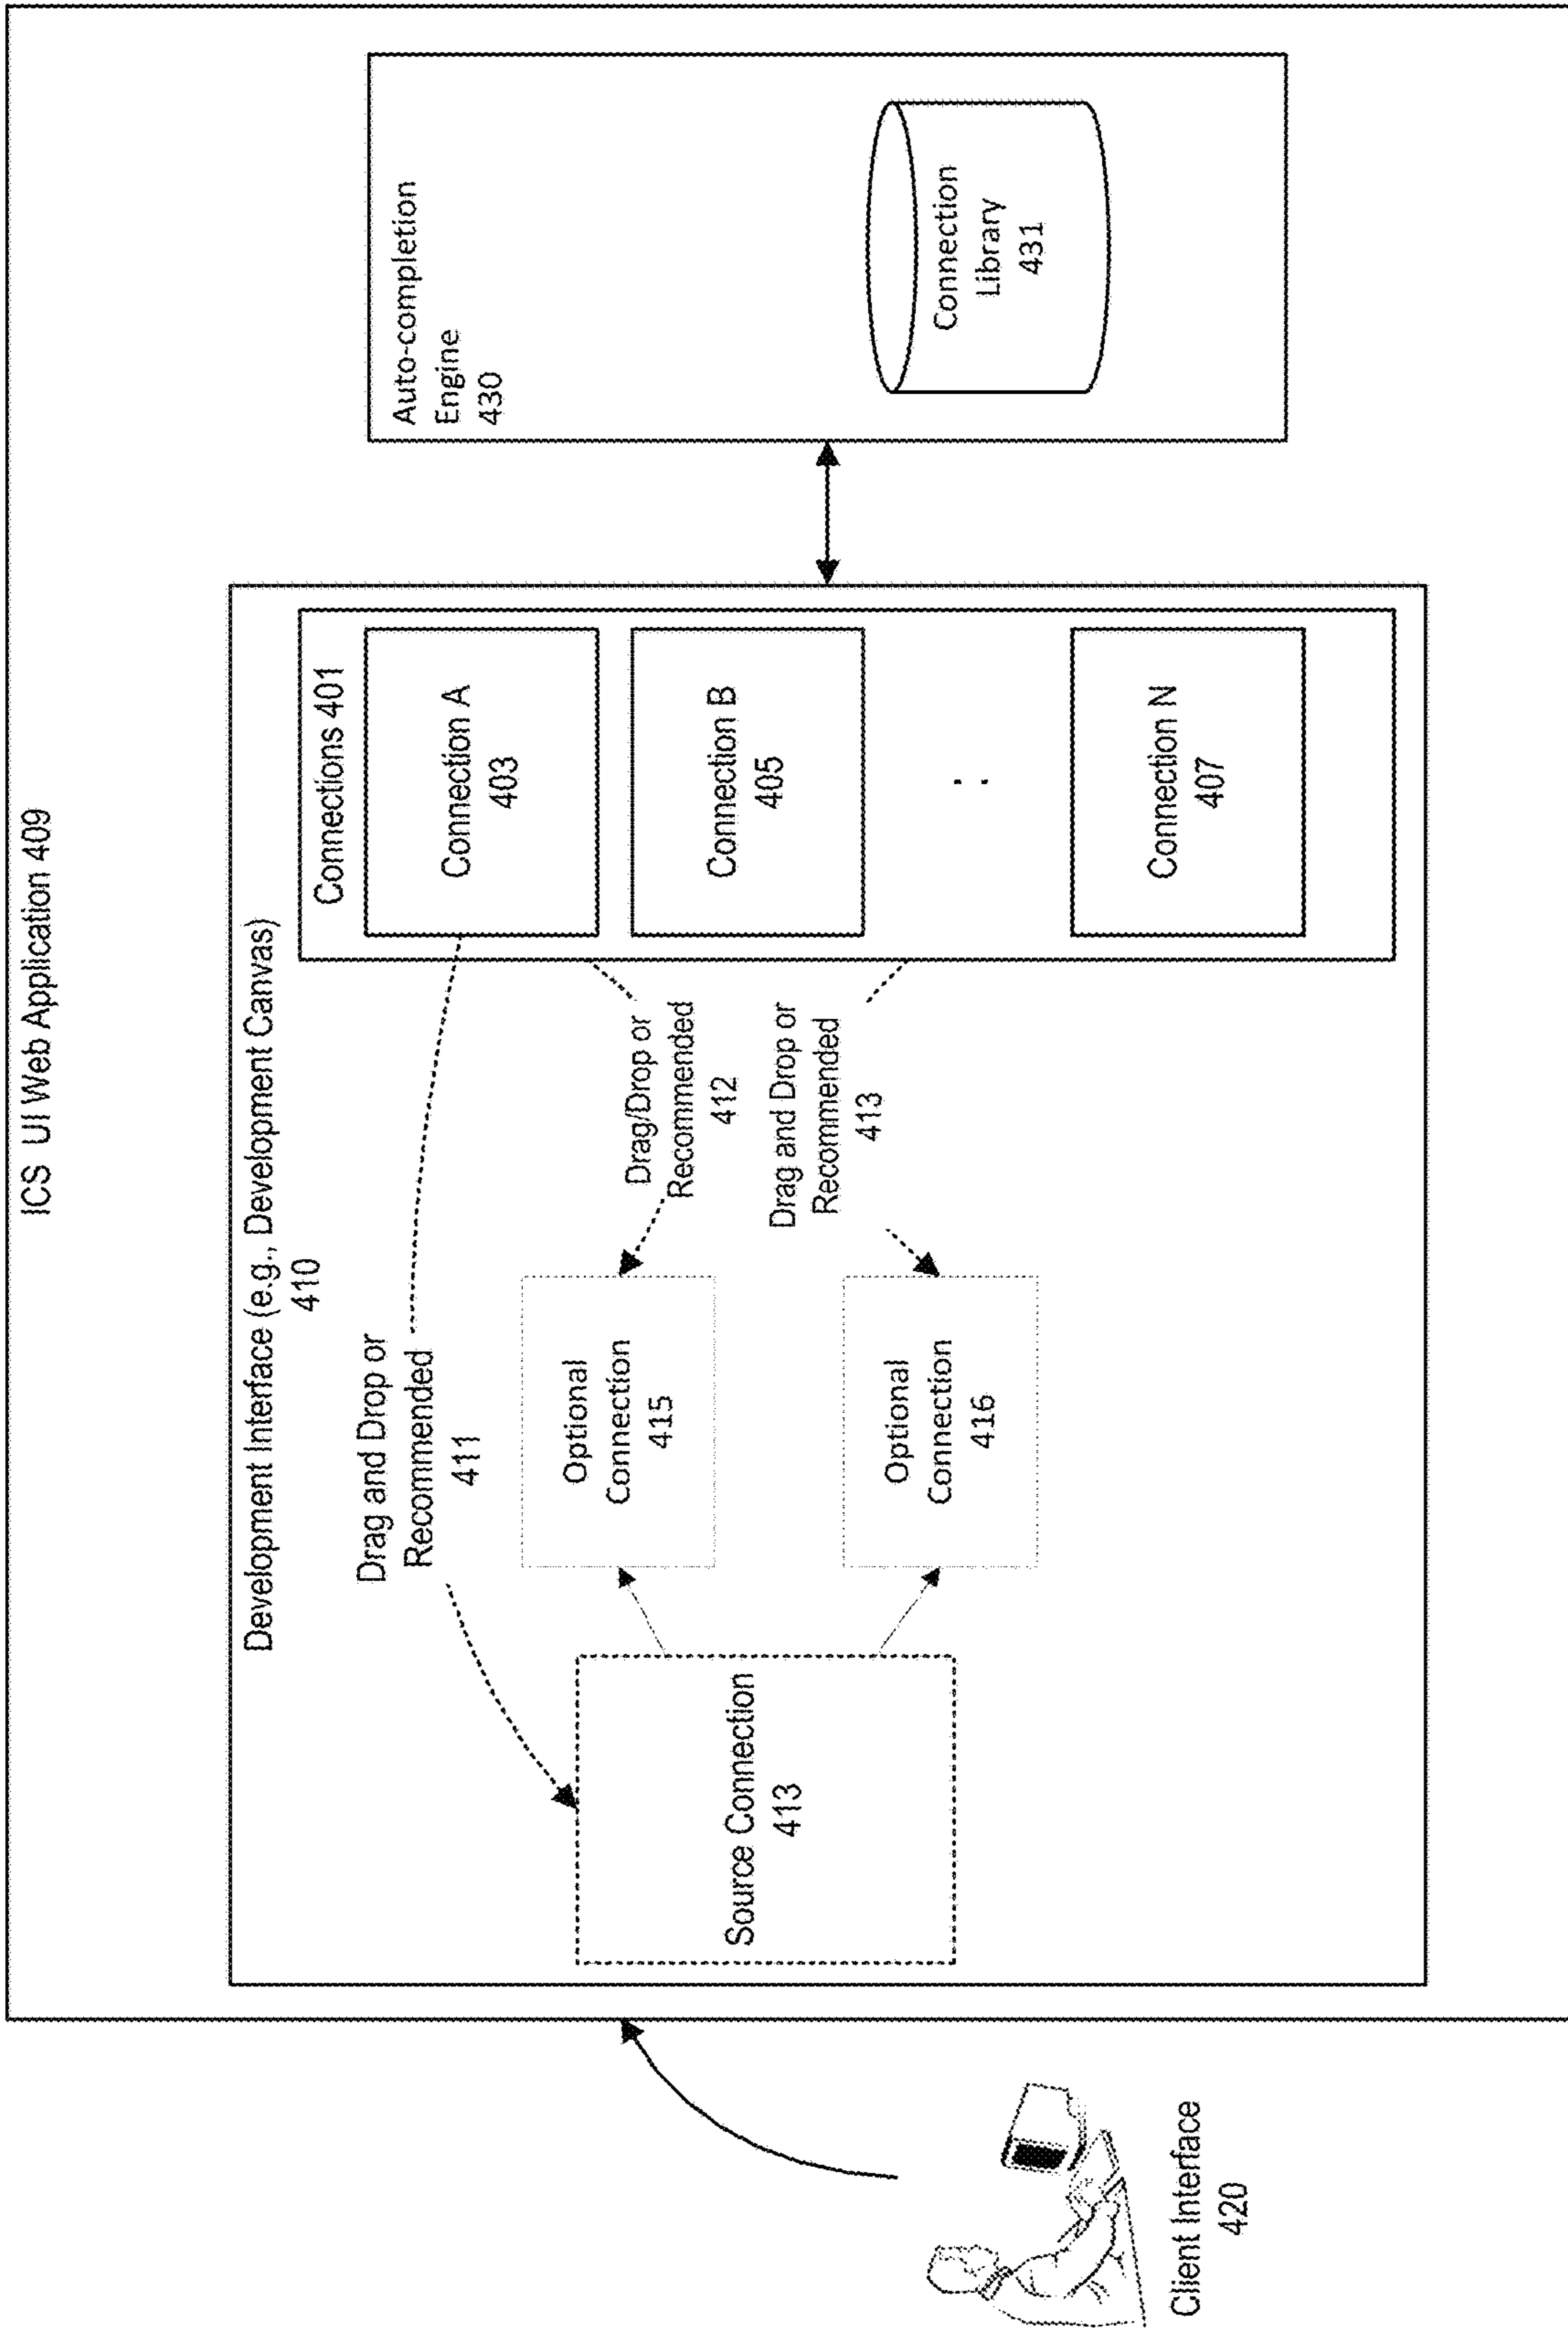 ICS UI Web Application 409
Development Interface (e.g., Development Canvas)
410
Drag and Drop or
Recommended
411
Source Connection
413
Optional
Connection
415
Optional
Connection
416
Drag/Drop or
Recommended
412
Drag and Drop or
Recommended
413
Connections 401
Connection A
403
Connection B
405
. .
Connection N
407
Auto-completion
Engine
430
Connection
Library
431
Client Interface
420